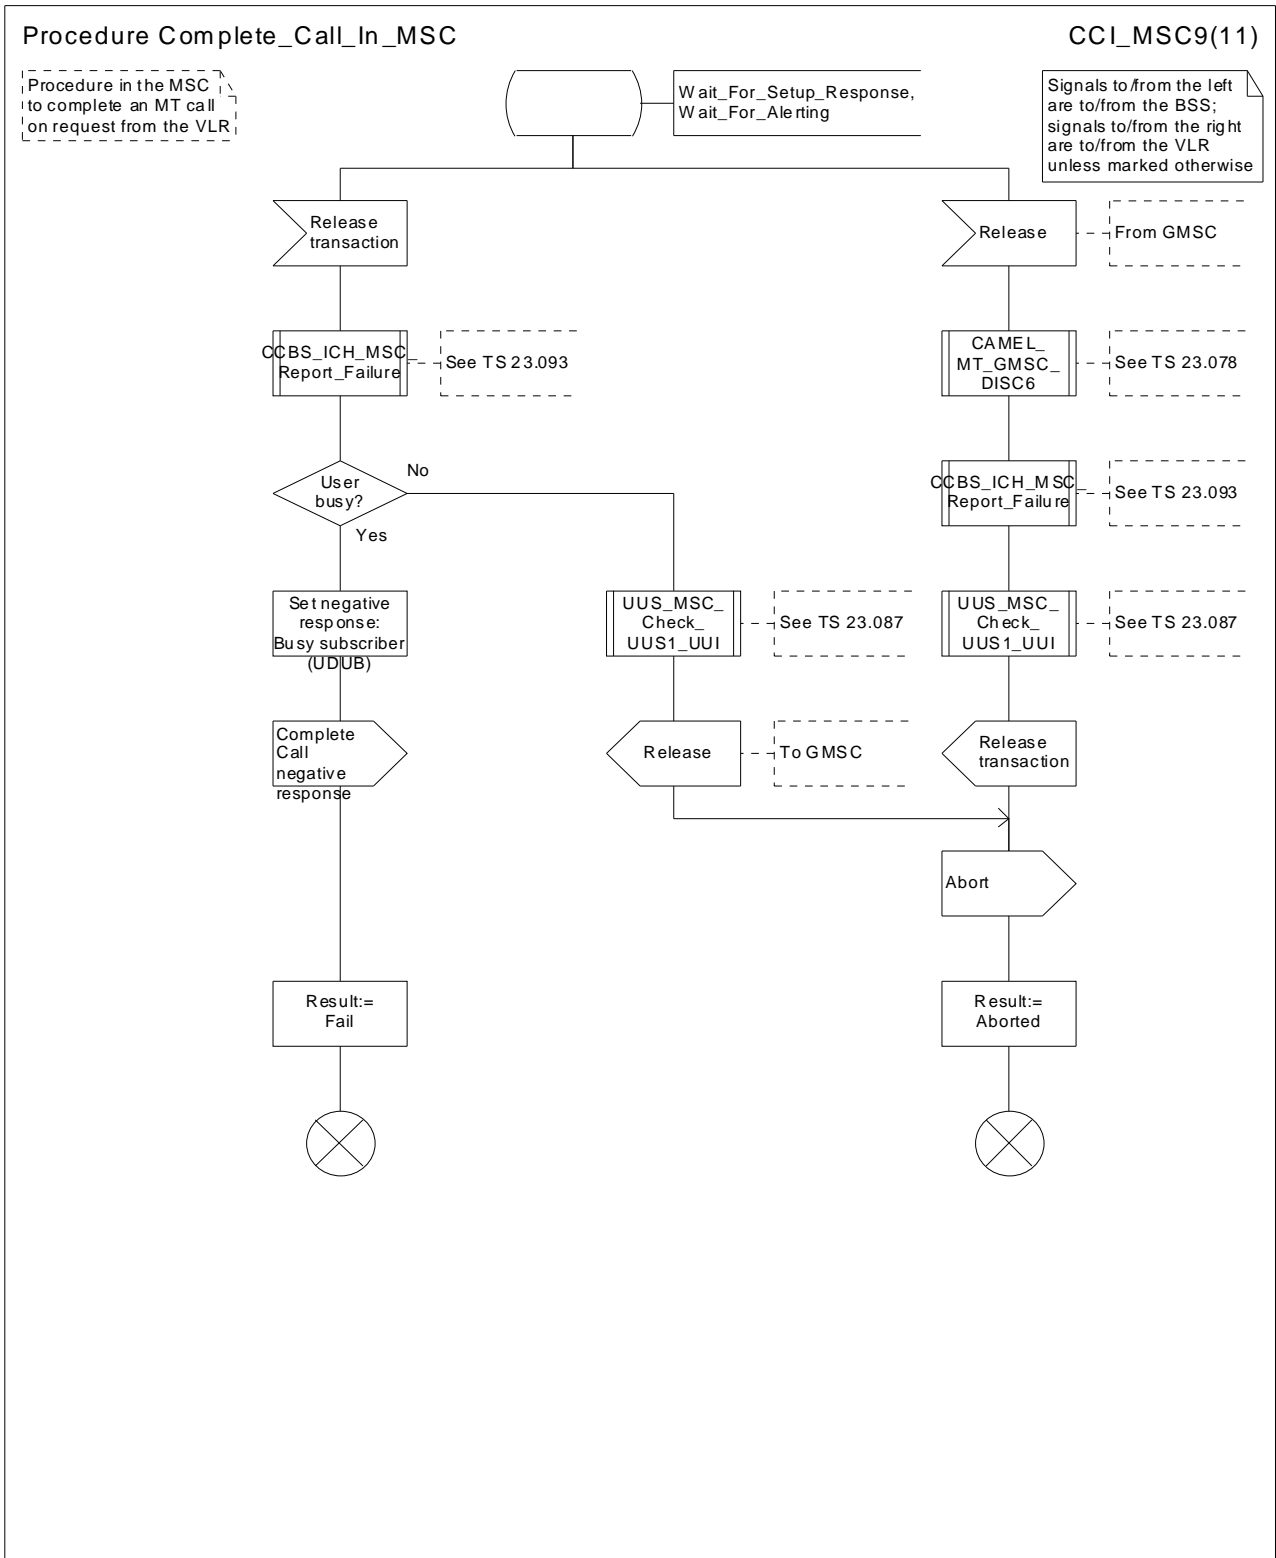 Procedure Complete_Call_In_MSC
CCI_MSC9(11)
Procedure in the MSC
to complete an MT call
on request from the VLR
Wait_For_Setup_Response,
Wait_For_Alerting
Signals to/from the left
are to/from the BSS;
signals to/from the right
are to/from the VLR
unless marked otherwise
Release
transaction
Release
From GMSC
CCBS_ICH_MSC_
Report_Failure
See TS 23.093
CAMEL_
MT_GMSC_
DISC6
See TS 23.078
User
busy?
No
Yes
CCBS_ICH_MSC_
Report_Failure
See TS 23.093
Set negative
response:
Busy subscriber
(UDUB)
UUS_MSC_
Check_
UUS1_UUI
See TS 23.087
UUS_MSC_
Check_
UUS1_UUI
See TS 23.087
Complete
Call
negative
response
Release
To GMSC
Release
transaction
Abort
Result:=
Fail
Result:=
Aborted